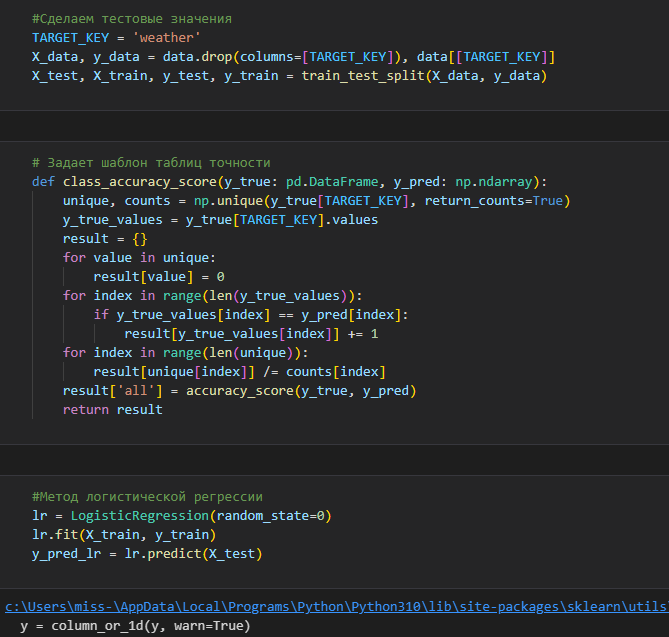 #Сделаем тестовые значения
TARGET_KEY = 'weather'
X_data, y_data = data.drop(columns=[TARGET_KEY]), data[[TARGET_KEY]]
X_test, X_train, y_test, y_train = train_test_split(X_data, y_data)
# Задает шаблон таблиц точности
def class_accuracy_score(y_true: pd.DataFrame, y_pred: np.ndarray):
    unique, counts = np.unique(y_true[TARGET_KEY], return_counts=True)
    y_true_values = y_true[TARGET_KEY].values
    result = {}
    for value in unique:
        result[value] = 0
    for index in range(len(y_true_values)):
        if y_true_values[index] == y_pred[index]:
            result[y_true_values[index]] += 1
    for index in range(len(unique)):
        result[unique[index]] /= counts[index]
    result['all'] = accuracy_score(y_true, y_pred)
    return result
#Метод логистической регрессии
lr = LogisticRegression(random_state=0)
lr.fit(X_train, y_train)
y_pred_lr = lr.predict(X_test)
c:\Users\miss-\AppData\Local\Programs\Python\Python310\lib\site-packages\sklearn\utils
  y = column_or_1d(y, warn=True)